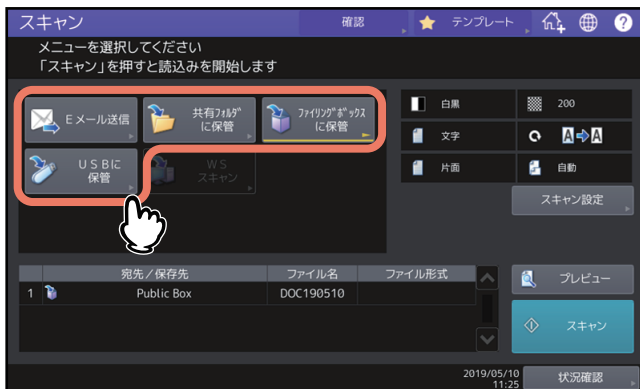 スキャン
確認
テンプレート
?
メニューを選択してください
「スキャン」を押すと読込みを開始します
Eメール送信
共有ﾌｫﾙﾀﾞ
に保管
ﾌｧｲﾘﾝｸﾞﾎﾞｯｸｽ
に保管
USBに
保管
WS
スキャン
白黒
200
文字
A A
片面
自動
スキャン設定
宛先/保存先
ファイル名
ファイル形式
1 Public Box DOC190510
プレビュー
スキャン
2019/05/10
11:25
状況確認